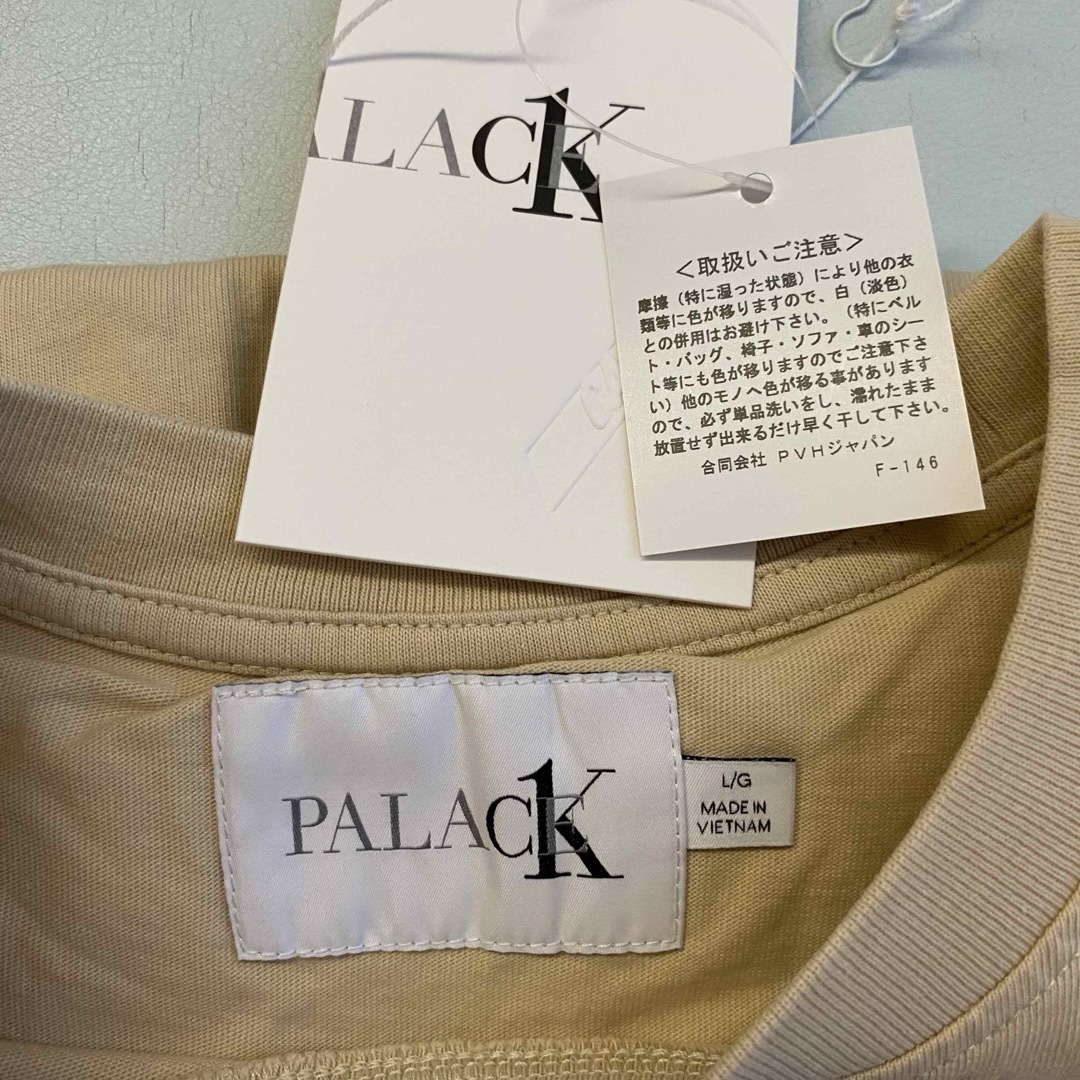 PALACE
CK1
＜取扱いご注意＞
摩擦（特に湿った状態）により他の衣
類等に色が移りますので、白（淡色）
との併用はお避け下さい。（特にベル
ト・バッグ、椅子・ソファ・車のシー
ト等にも色が移りますのでご注意下さ
い）他のモノへ色が移る事があります
ので、必ず単品洗いをし、濡れたまま
放置せず出来るだけ早く干して下さい。
合同会社 ＰＶＨジャパン
F-146
PALACE
CK1
L/G
MADE IN
VIETNAM